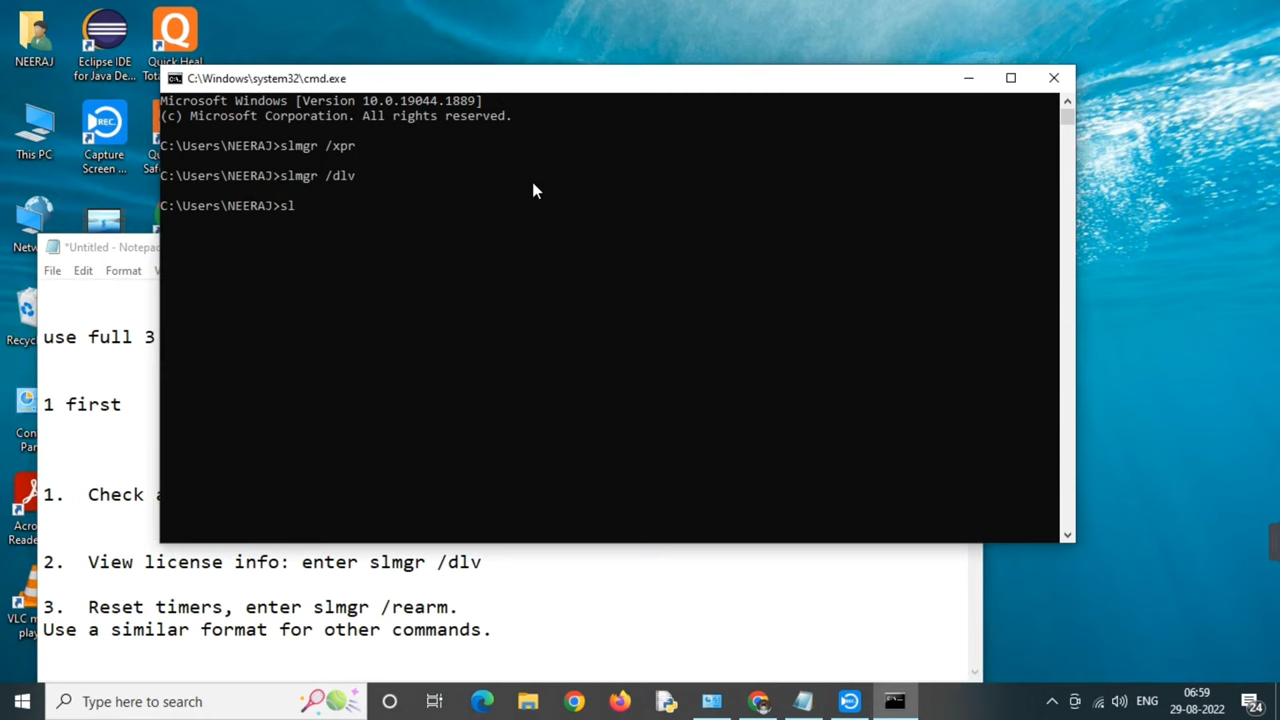 NEERAJ
Eclipse IDE
for Java De...
Quick Heal
This PC
REC.
Capture
Screen ...
C:\Windows\system32\cmd.exe
Microsoft Windows [Version 10.0.19044.1889]
(c) Microsoft Corporation. All rights reserved.
C:\Users\NEERAJ>slmgr /xpr
C:\Users\NEERAJ>slmgr /dlv
C:\Users\NEERAJ>sl
*Untitled - Notepa
File Edit Format
use full 3
1 first
1. Check a
2. View license info: enter slmgr /dlv
3. Reset timers, enter slmgr /rearm.
Use a similar format for other commands.
Type here to search
ENG
06:59
29-08-2022
24